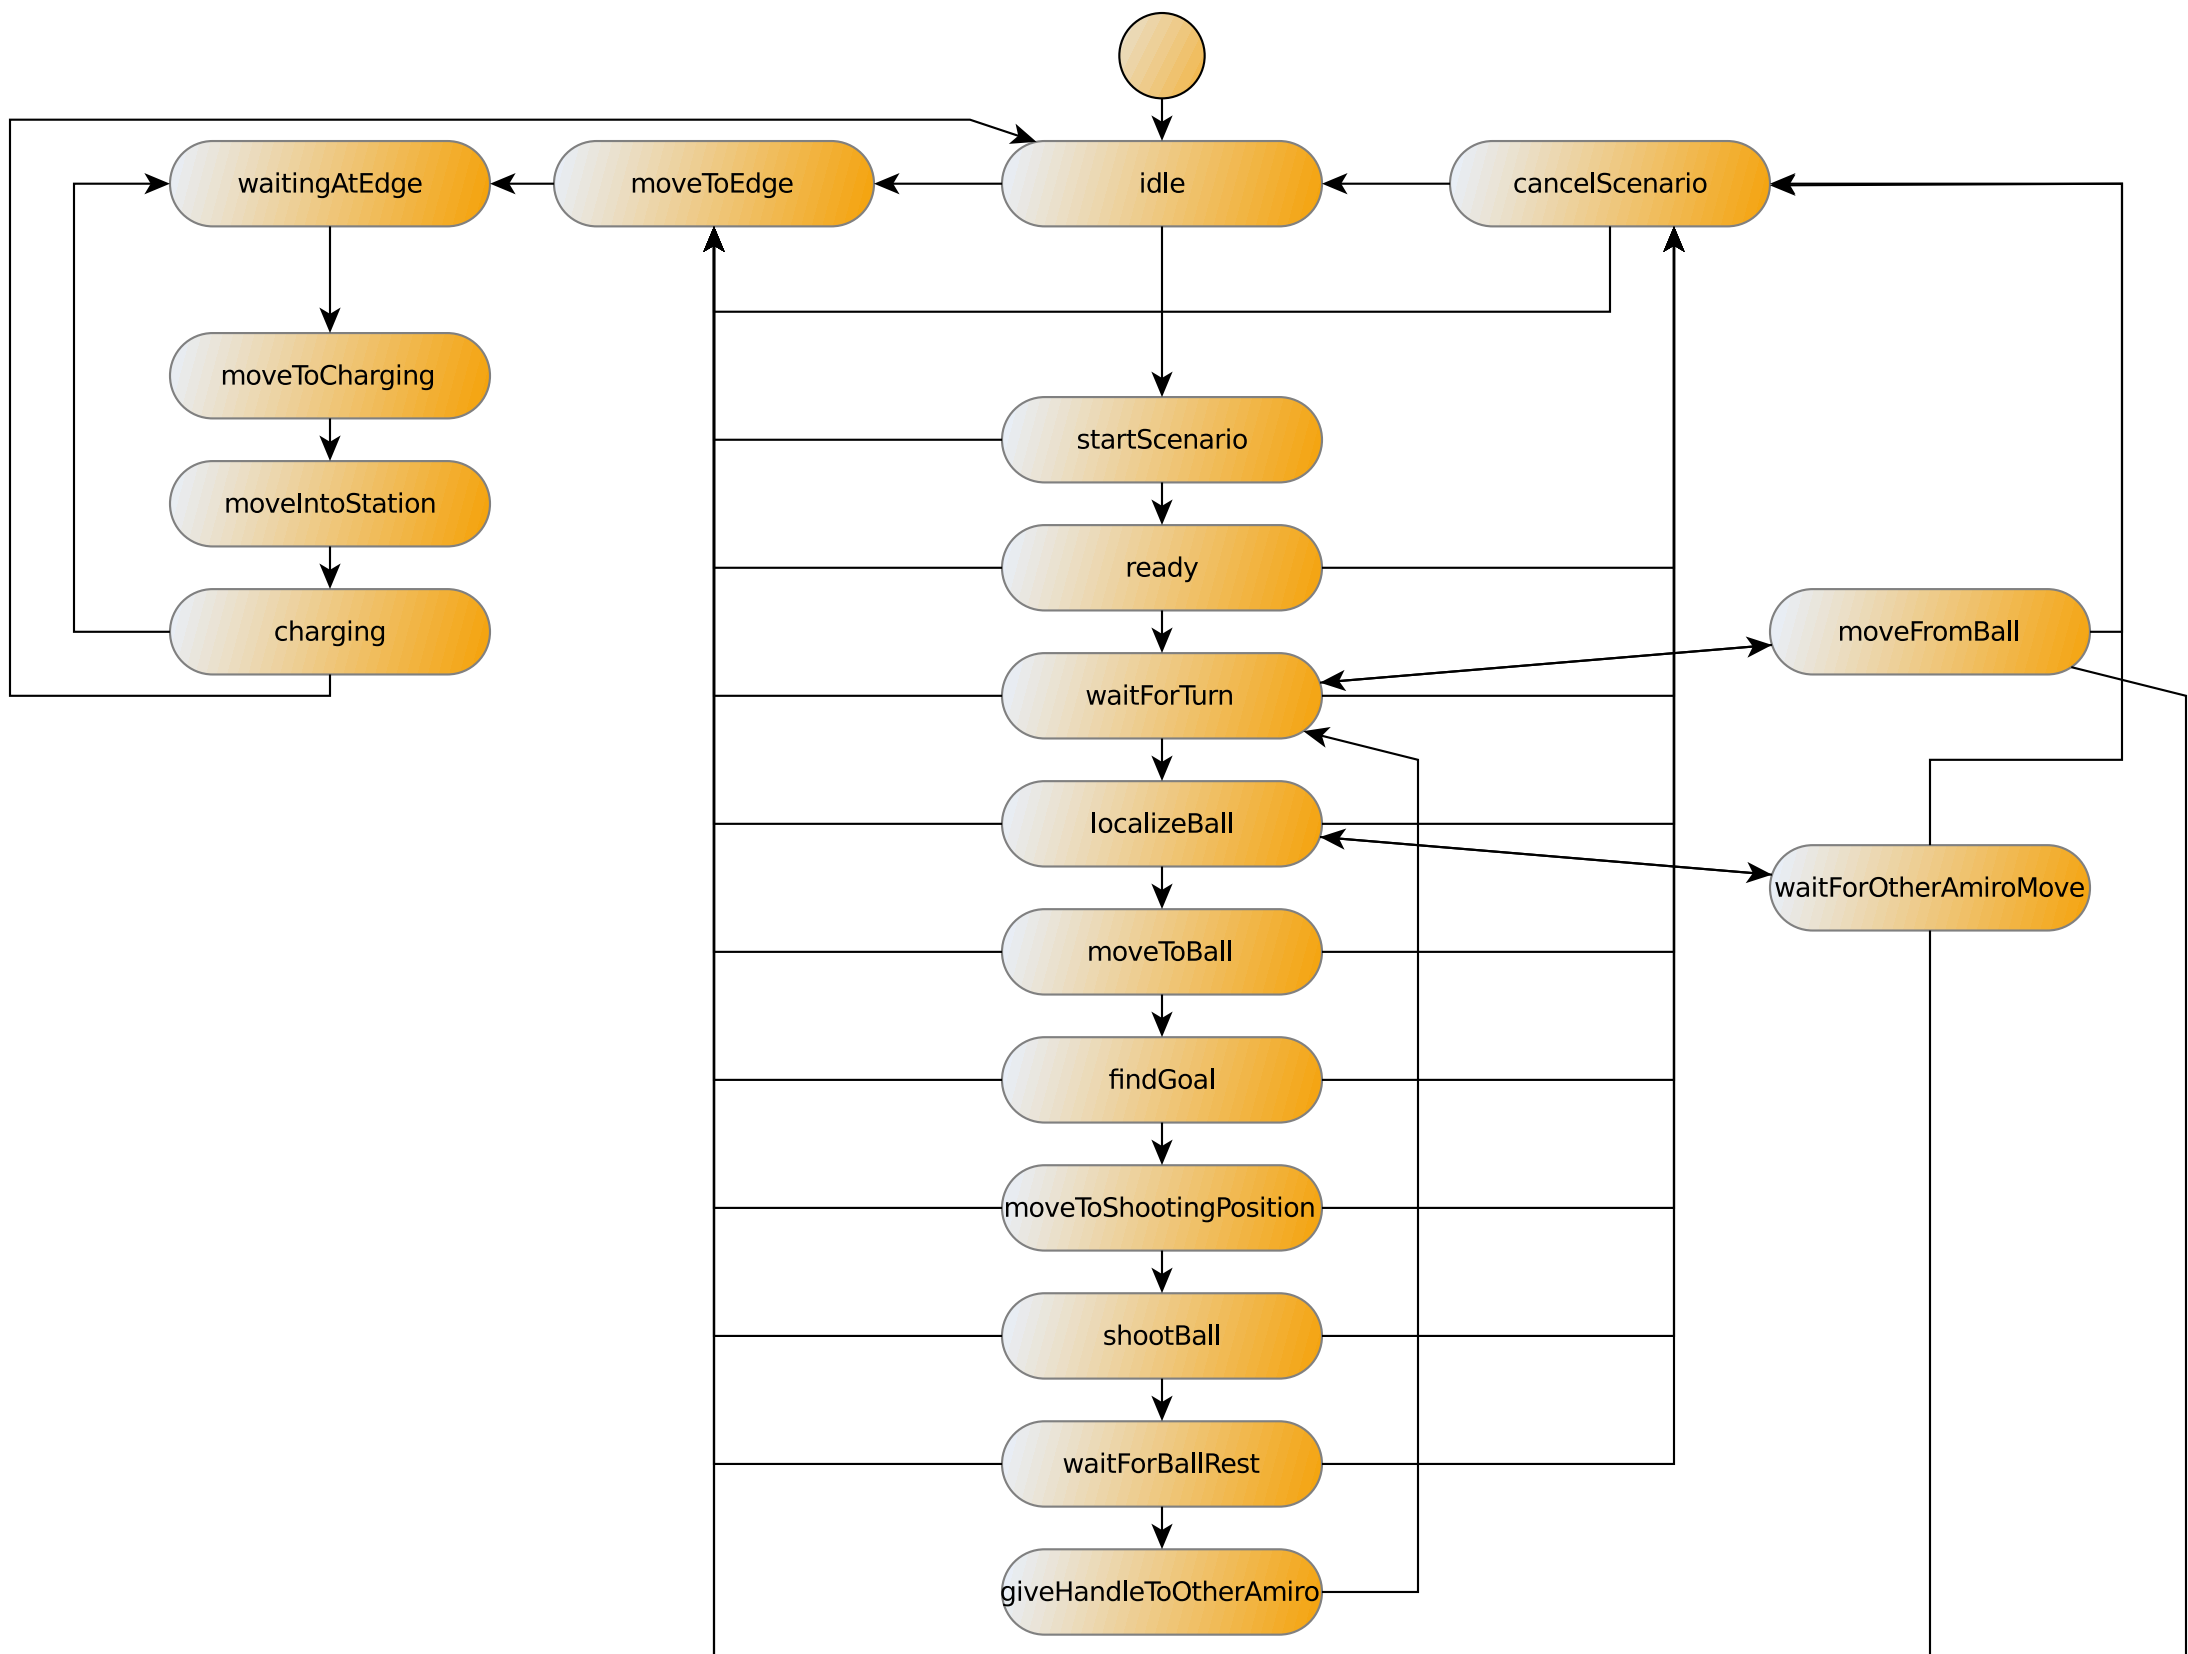 waitingAtEdge
moveToEdge
idle
cancelScenario
moveToCharging
startScenario
moveIntoStation
ready
charging
moveFromBall
waitForTurn
localizeBall
waitForOtherAmiroMove
moveToBall
findGoal
moveToShootingPosition
shootBall
waitForBallRest
giveHandleToOtherAmiro